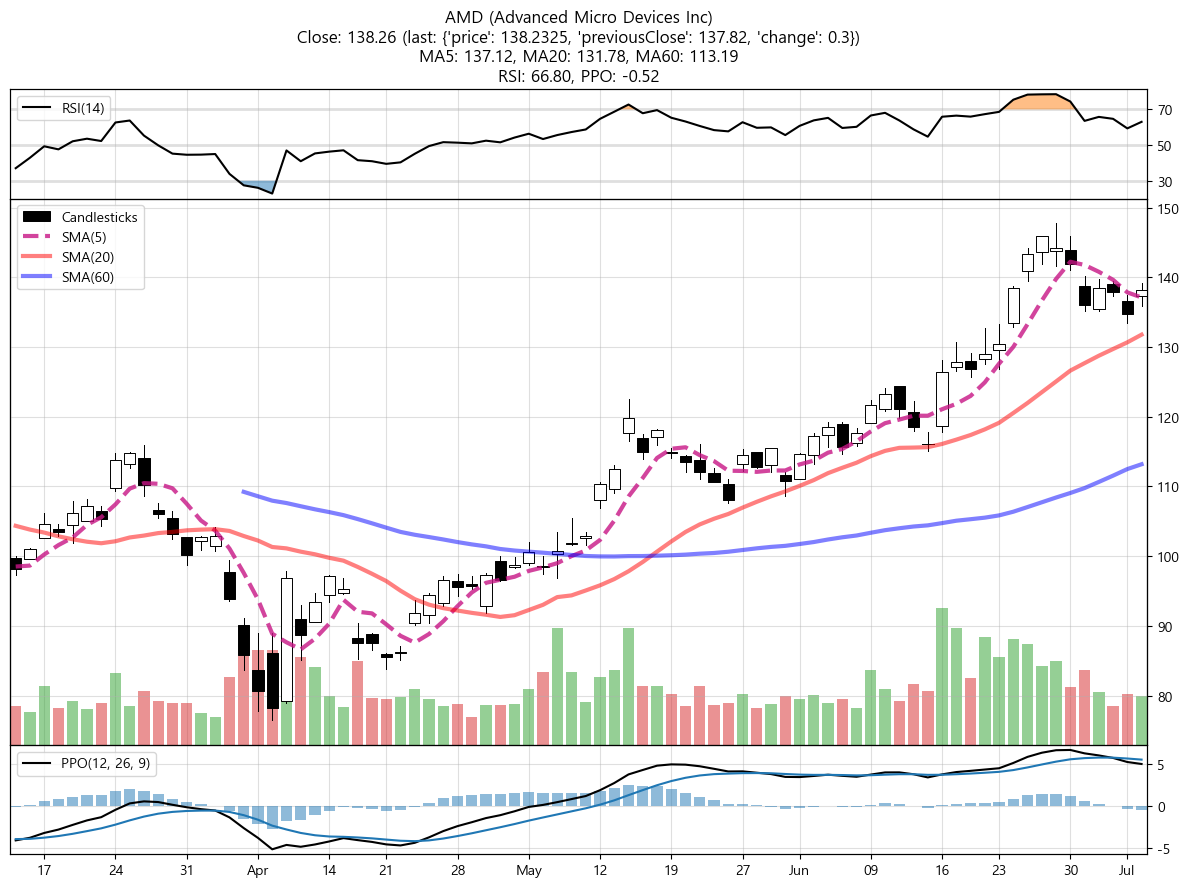 AMD (Advanced Micro Devices Inc)
Close: 138.26 (last: {'price': 138.2325, 'previousClose': 137.82, 'change': 0.3})
MA5: 137.12, MA20: 131.78, MA60: 113.19
RSI: 66.80, PPO: -0.52
RSI(14)
70
50
30
Candlesticks
SMA(5)
SMA(20)
SMA(60)
150
140
130
120
110
100
90
80
PPO(12, 26, 9)
5
0
-5
17 24 31 Apr 14 21 28 May 12 19 27 Jun 09 16 23 30 Jul